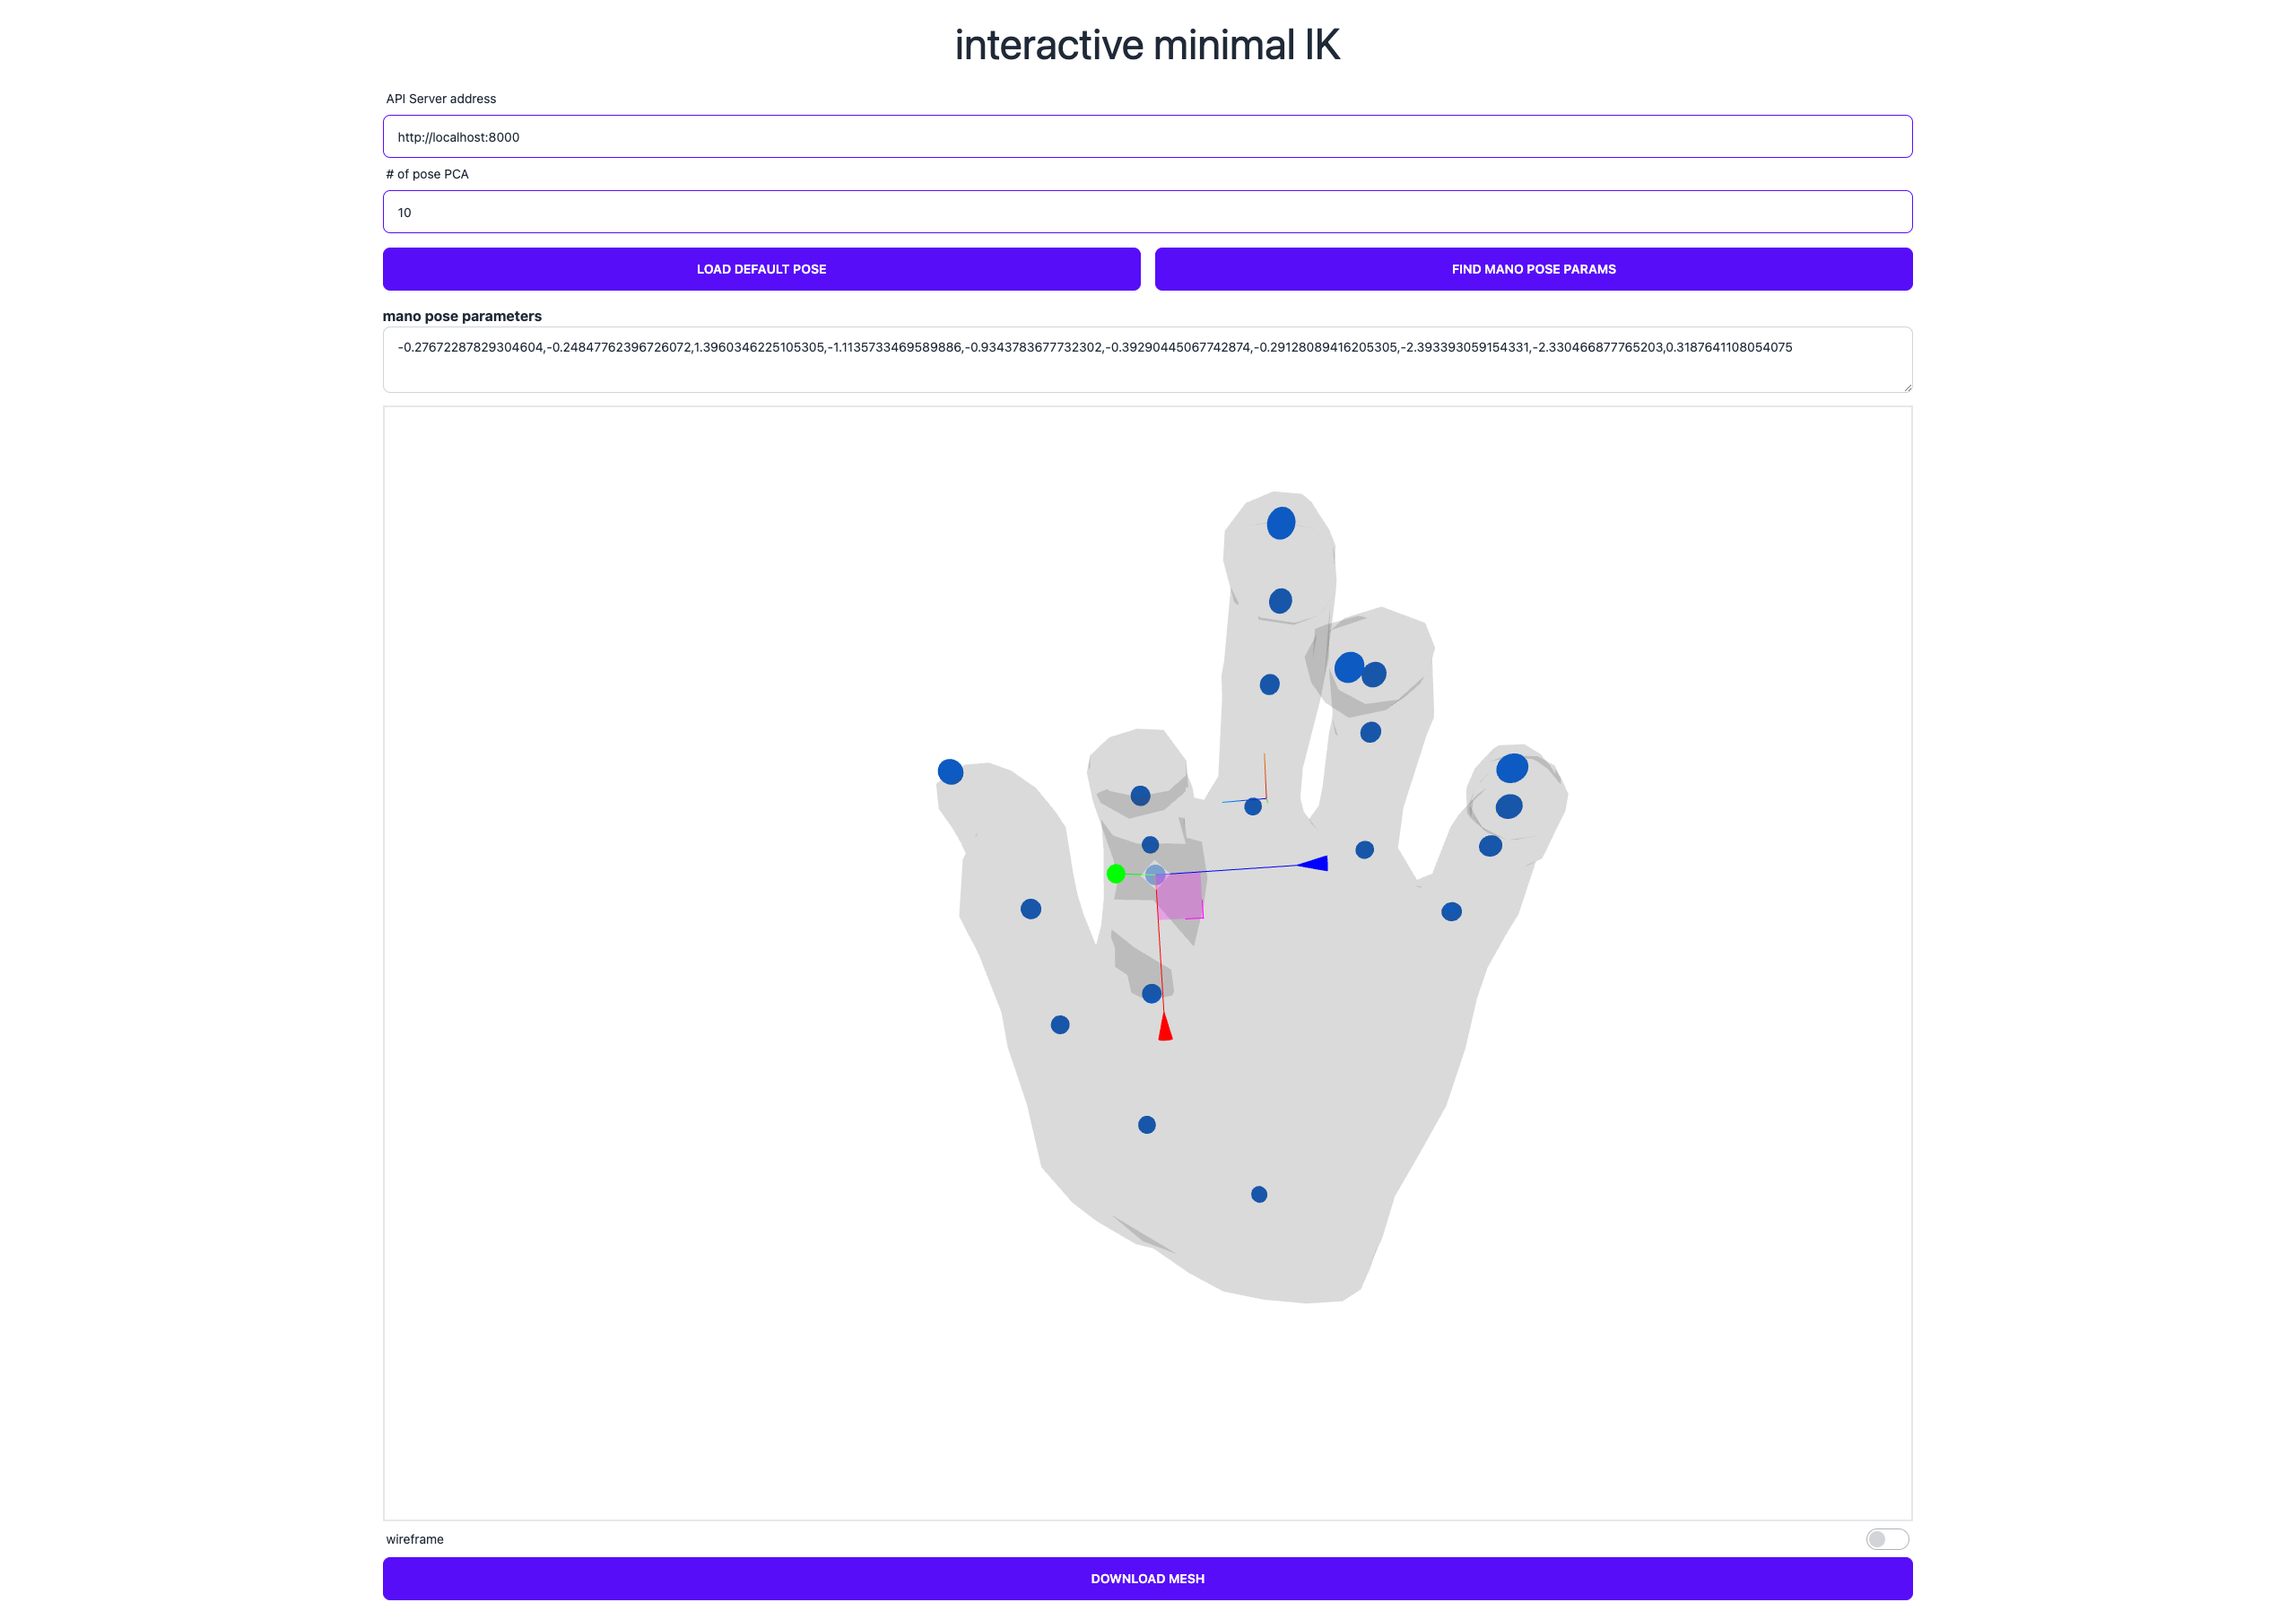 interactive minimal IK
API Server address
http://localhost:8000
# of pose PCA
10
LOAD DEFAULT POSE
FIND MANO POSE PARAMS
mano pose parameters
-0.27672287829304604,-0.24847762396726072,1.3960346225105305,-1.1135733469589886,-0.9343783677732302,-0.39290445067742874,-0.29128089416205305,-2.393393059154331,-2.330466877765203,0.3187641108054075
wireframe
DOWNLOAD MESH